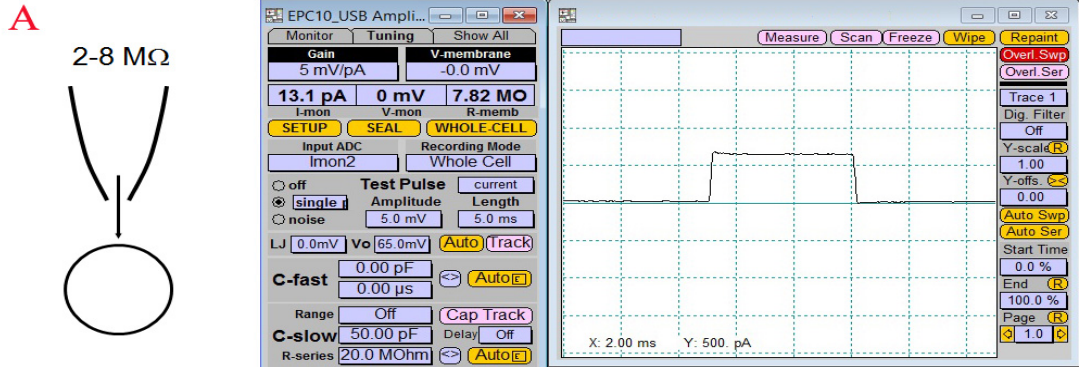 A
2-8 MΩ
EPC10_USB Ampli...
Monitor Tuning Show All
Gain V-membrane
5 mV/pA -0.0 mV
13.1 pA 0 mV 7.82 MO
I-mon V-mon R-memb
SETUP SEAL WHOLE-CELL
Input ADC Recording Mode
Imon2 Whole Cell
off Test Pulse current
single p Amplitude Length
noise 5.0 mV 5.0 ms
LJ 0.0mV Vo 65.0mV Auto Track
C-fast 0.00 pF <> Auto E
0.00 µs
Range Off Cap Track
C-slow 50.00 pF Delay Off
R-series 20.0 MOhm <> Auto E
Measure Scan Freeze Wipe Repaint
Overl.Swp
Overl.Ser
Trace 1
Dig. Filter
Off
Y-scale R
1.00
Y-offs. ><
0.00
Auto Swp
Auto Ser
Start Time
0.0 %
End R
100.0 %
Page R
1.0
X: 2.00 ms Y: 500. pA